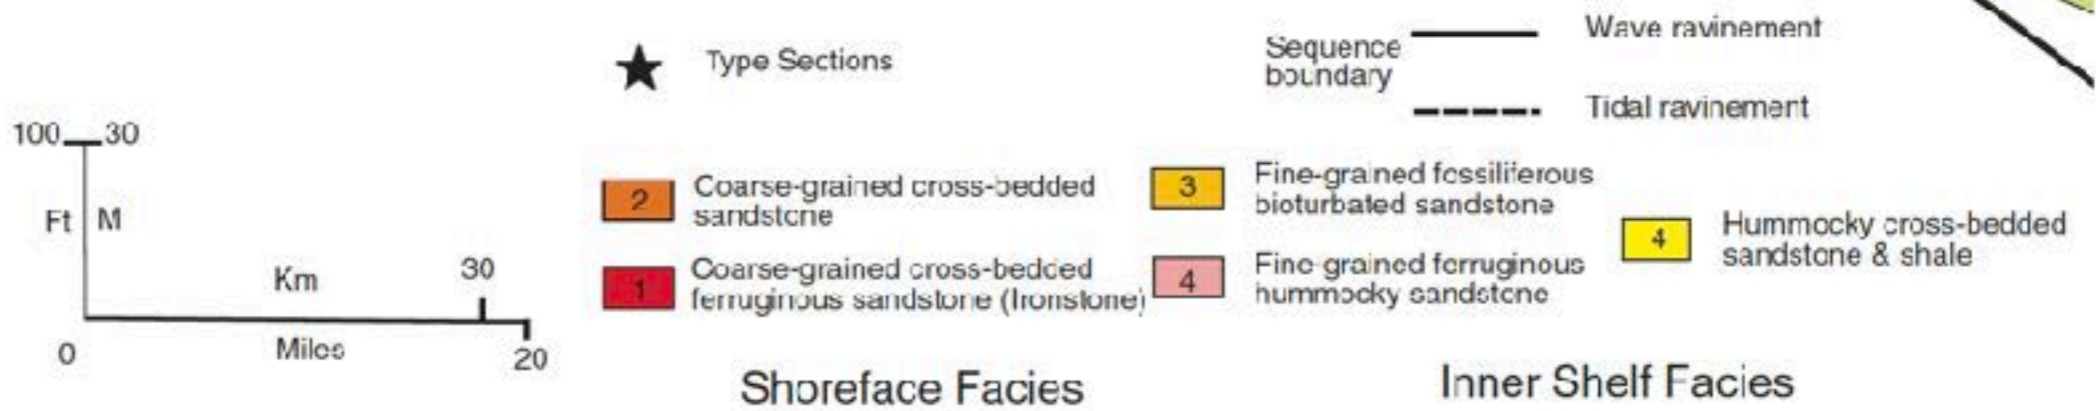 Type Sections
Sequence
boundary
Wave ravinement
Tidal ravinement
100 30
Ft M
Km 30
0 Miles 20
2 Coarse-grained cross-bedded
sandstone
1 Coarse-grained cross-bedded
ferruginous sandstone (Ironstone)
3 Fine-grained fossiliferous
bioturbated sandstone
4 Fine-grained ferruginous
hummocky sandstone
4 Hummocky cross-bedded
sandstone & shale
Shoreface Facies
Inner Shelf Facies